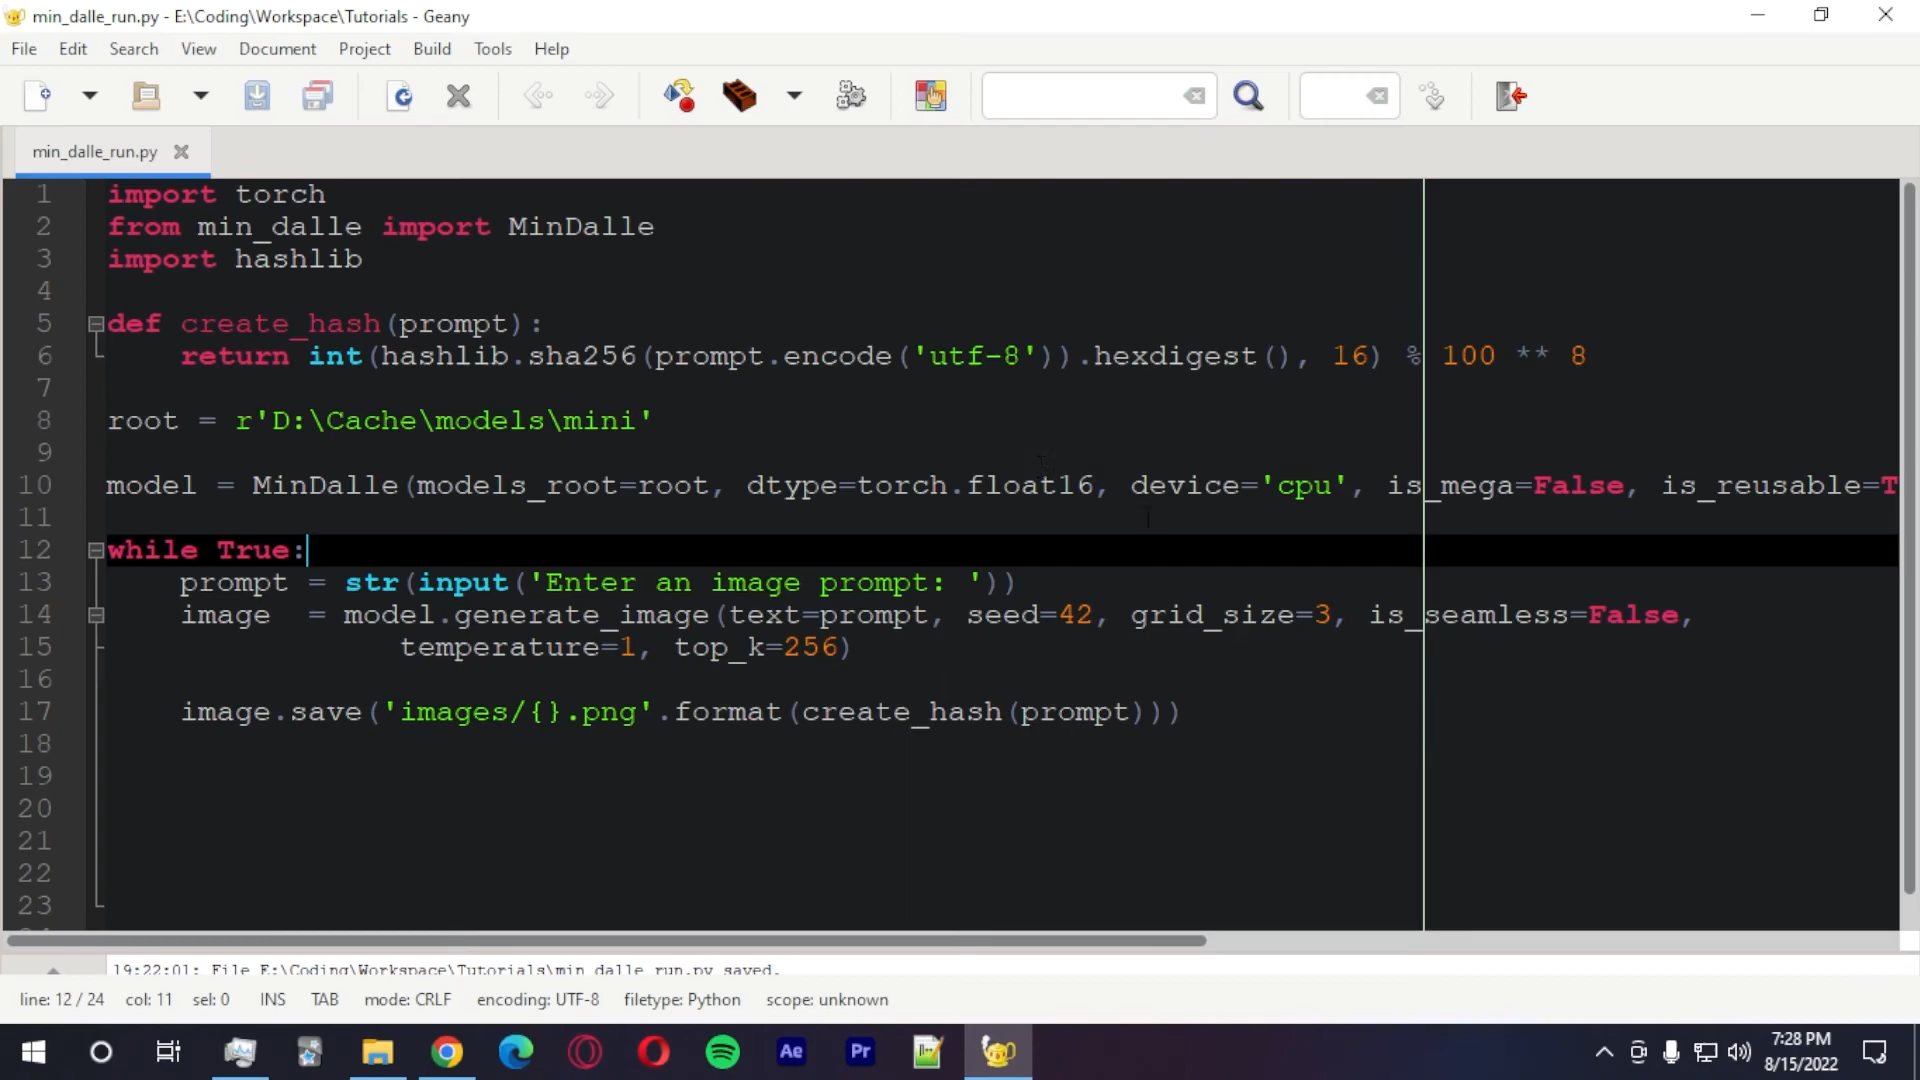 min_dalle_run.py - E:\Coding\Workspace\Tutorials - Geany
File Edit Search View Document Project Build Tools Help
min_dalle_run.py
1 import torch
2 from min_dalle import MinDalle
3 import hashlib
4
5 def create_hash(prompt):
6 return int(hashlib.sha256(prompt.encode('utf-8')).hexdigest(), 16) % 100 ** 8
7
8 root = r'D:\Cache\models\mini'
9
10 model = MinDalle(models_root=root, dtype=torch.float16, device='cpu', is_mega=False, is_reusable=T
11
12 while True:
13 prompt = str(input('Enter an image prompt: '))
14 image = model.generate_image(text=prompt, seed=42, grid_size=3, is_seamless=False,
15 temperature=1, top_k=256)
16
17 image.save('images/{}.png'.format(create_hash(prompt)))
18
19
20
21
22
23
19:22:01: File E:\Coding\Workspace\Tutorials\min_dalle_run.py saved.
line: 12 / 24 col: 11 sel: 0 INS TAB mode: CRLF encoding: UTF-8 filetype: Python scope: unknown
Ae Pr
7:28 PM
8/15/2022